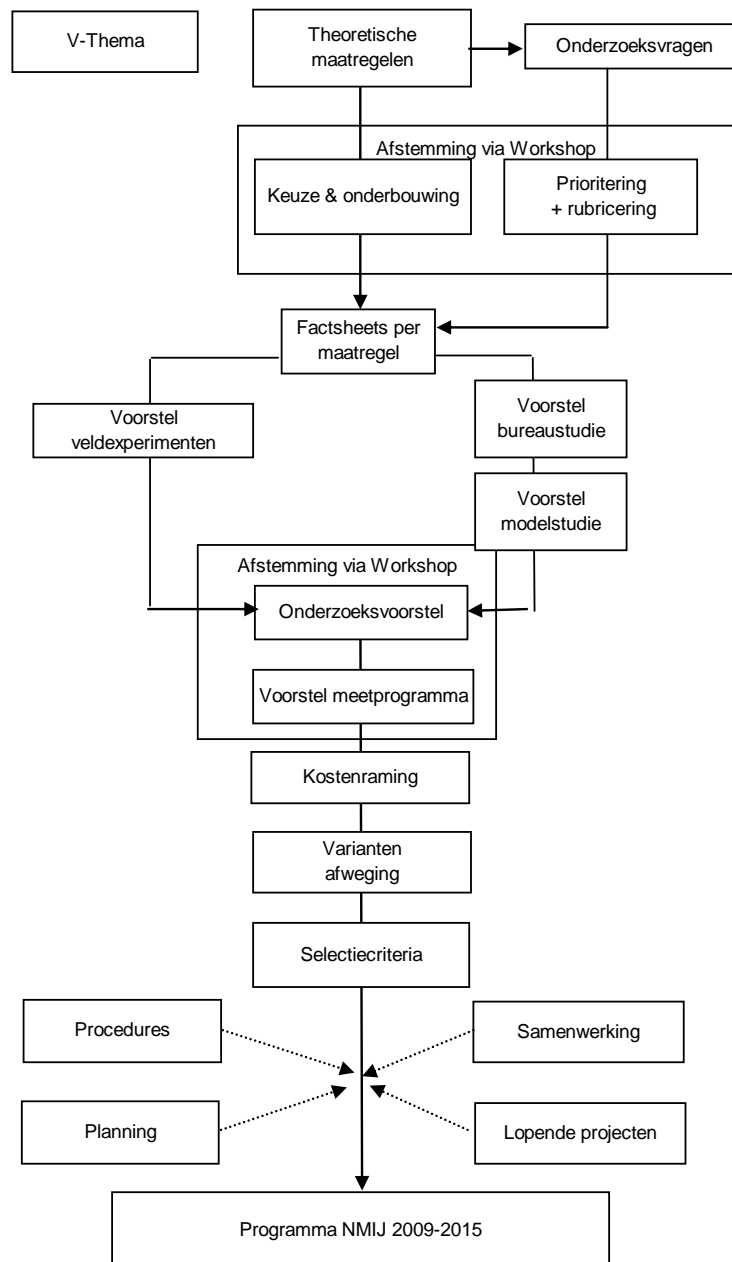 V-Thema
Theoretische
maatregelen
Onderzoeksvragen
Afstemming via Workshop
Keuze & onderbouwing
Prioritering
+ rubricering
Factsheets per
maatregel
Voorstel
veldexperimenten
Voorstel
bureaustudie
Voorstel
modelstudie
Afstemming via Workshop
Onderzoeksvoorstel
Voorstel meetprogramma
Kostenraming
Varianten
afweging
Selectiecriteria
Procedures
Samenwerking
Planning
Lopende projecten
Programma NMIJ 2009-2015